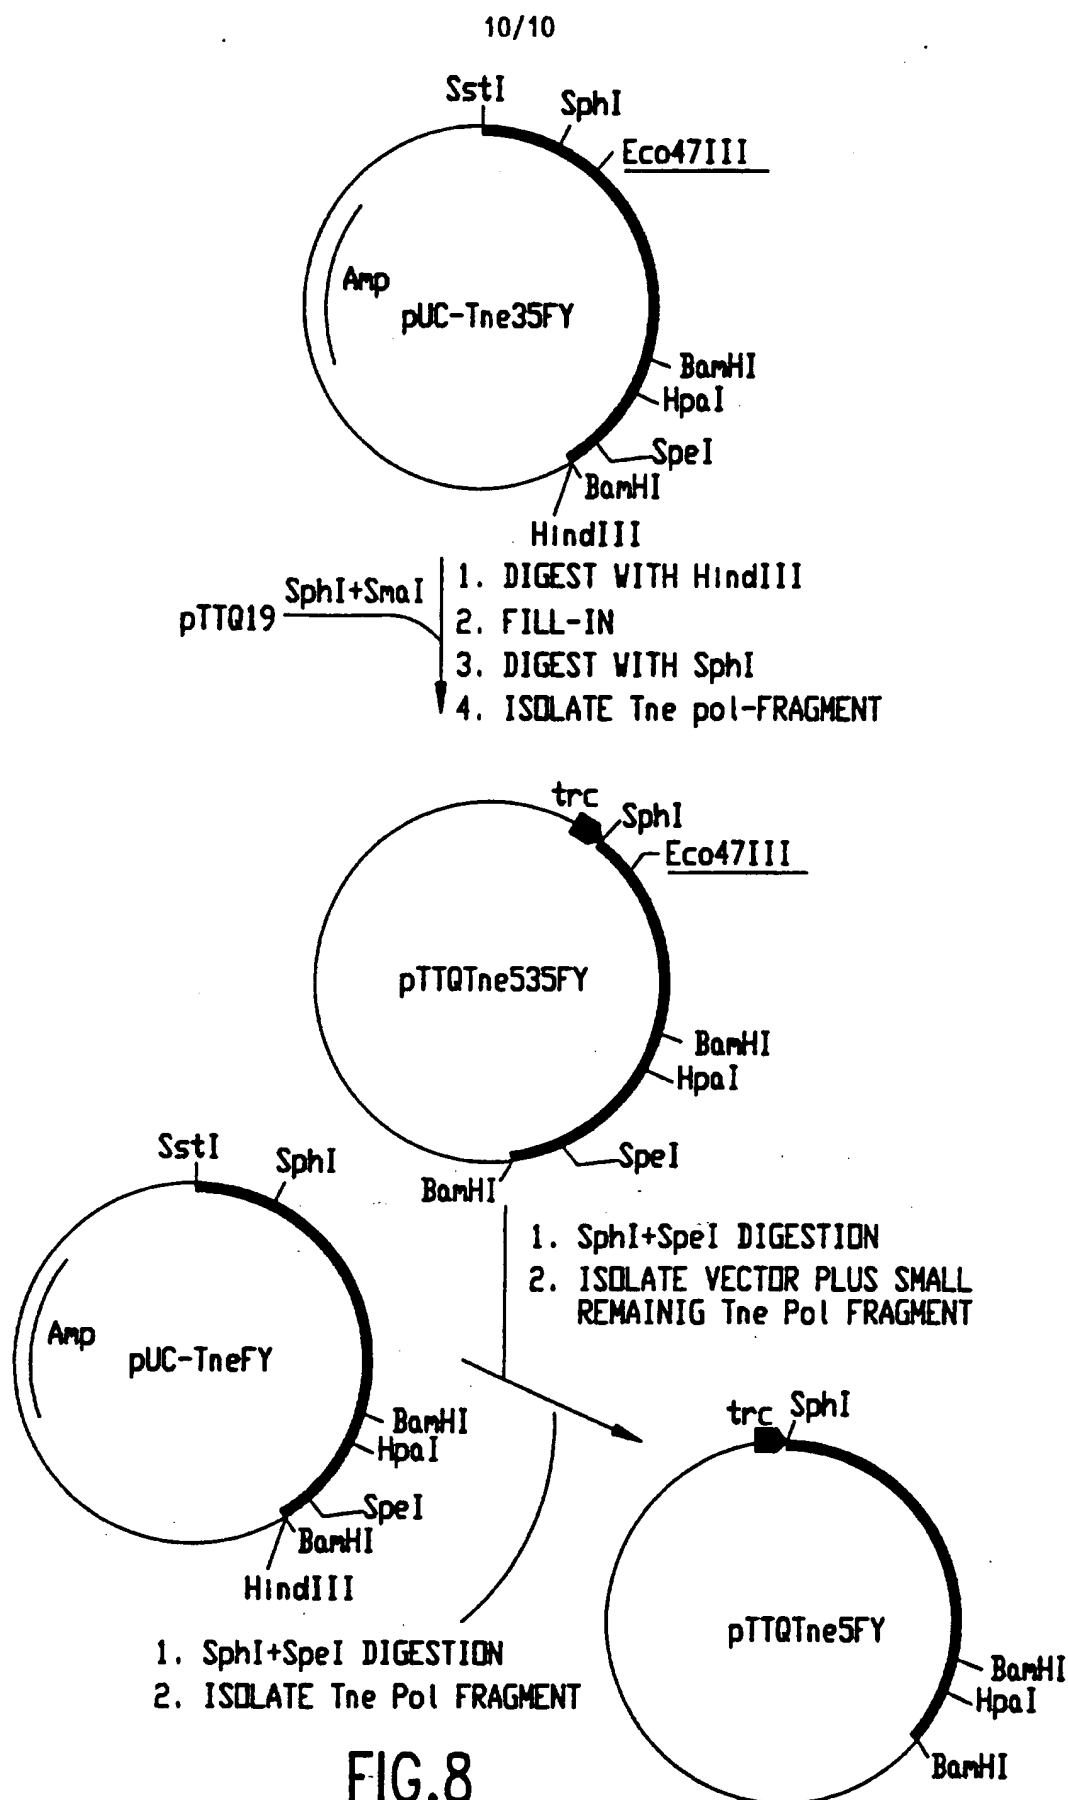 10/10
SstI
SphI
Eco47III
Amp
pUC-Tne35FY
BamHI
HpaI
SpeI
BamHI
HindIII
pTTQ19
SphI+SmaI
1. DIGEST WITH HindIII
2. FILL-IN
3. DIGEST WITH SphI
4. ISOLATE Tne pol-FRAGMENT
trc
SphI
Eco47III
pTTQTne535FY
BamHI
HpaI
SpeI
BamHI
1. SphI+SpeI DIGESTION
2. ISOLATE VECTOR PLUS SMALL
REMAINIG Tne Pol FRAGMENT
SstI
SphI
Amp
pUC-TneFY
BamHI
HpaI
SpeI
BamHI
HindIII
1. SphI+SpeI DIGESTION
2. ISOLATE Tne Pol FRAGMENT
trc
SphI
pTTQTne5FY
BamHI
HpaI
BamHI
FIG.8